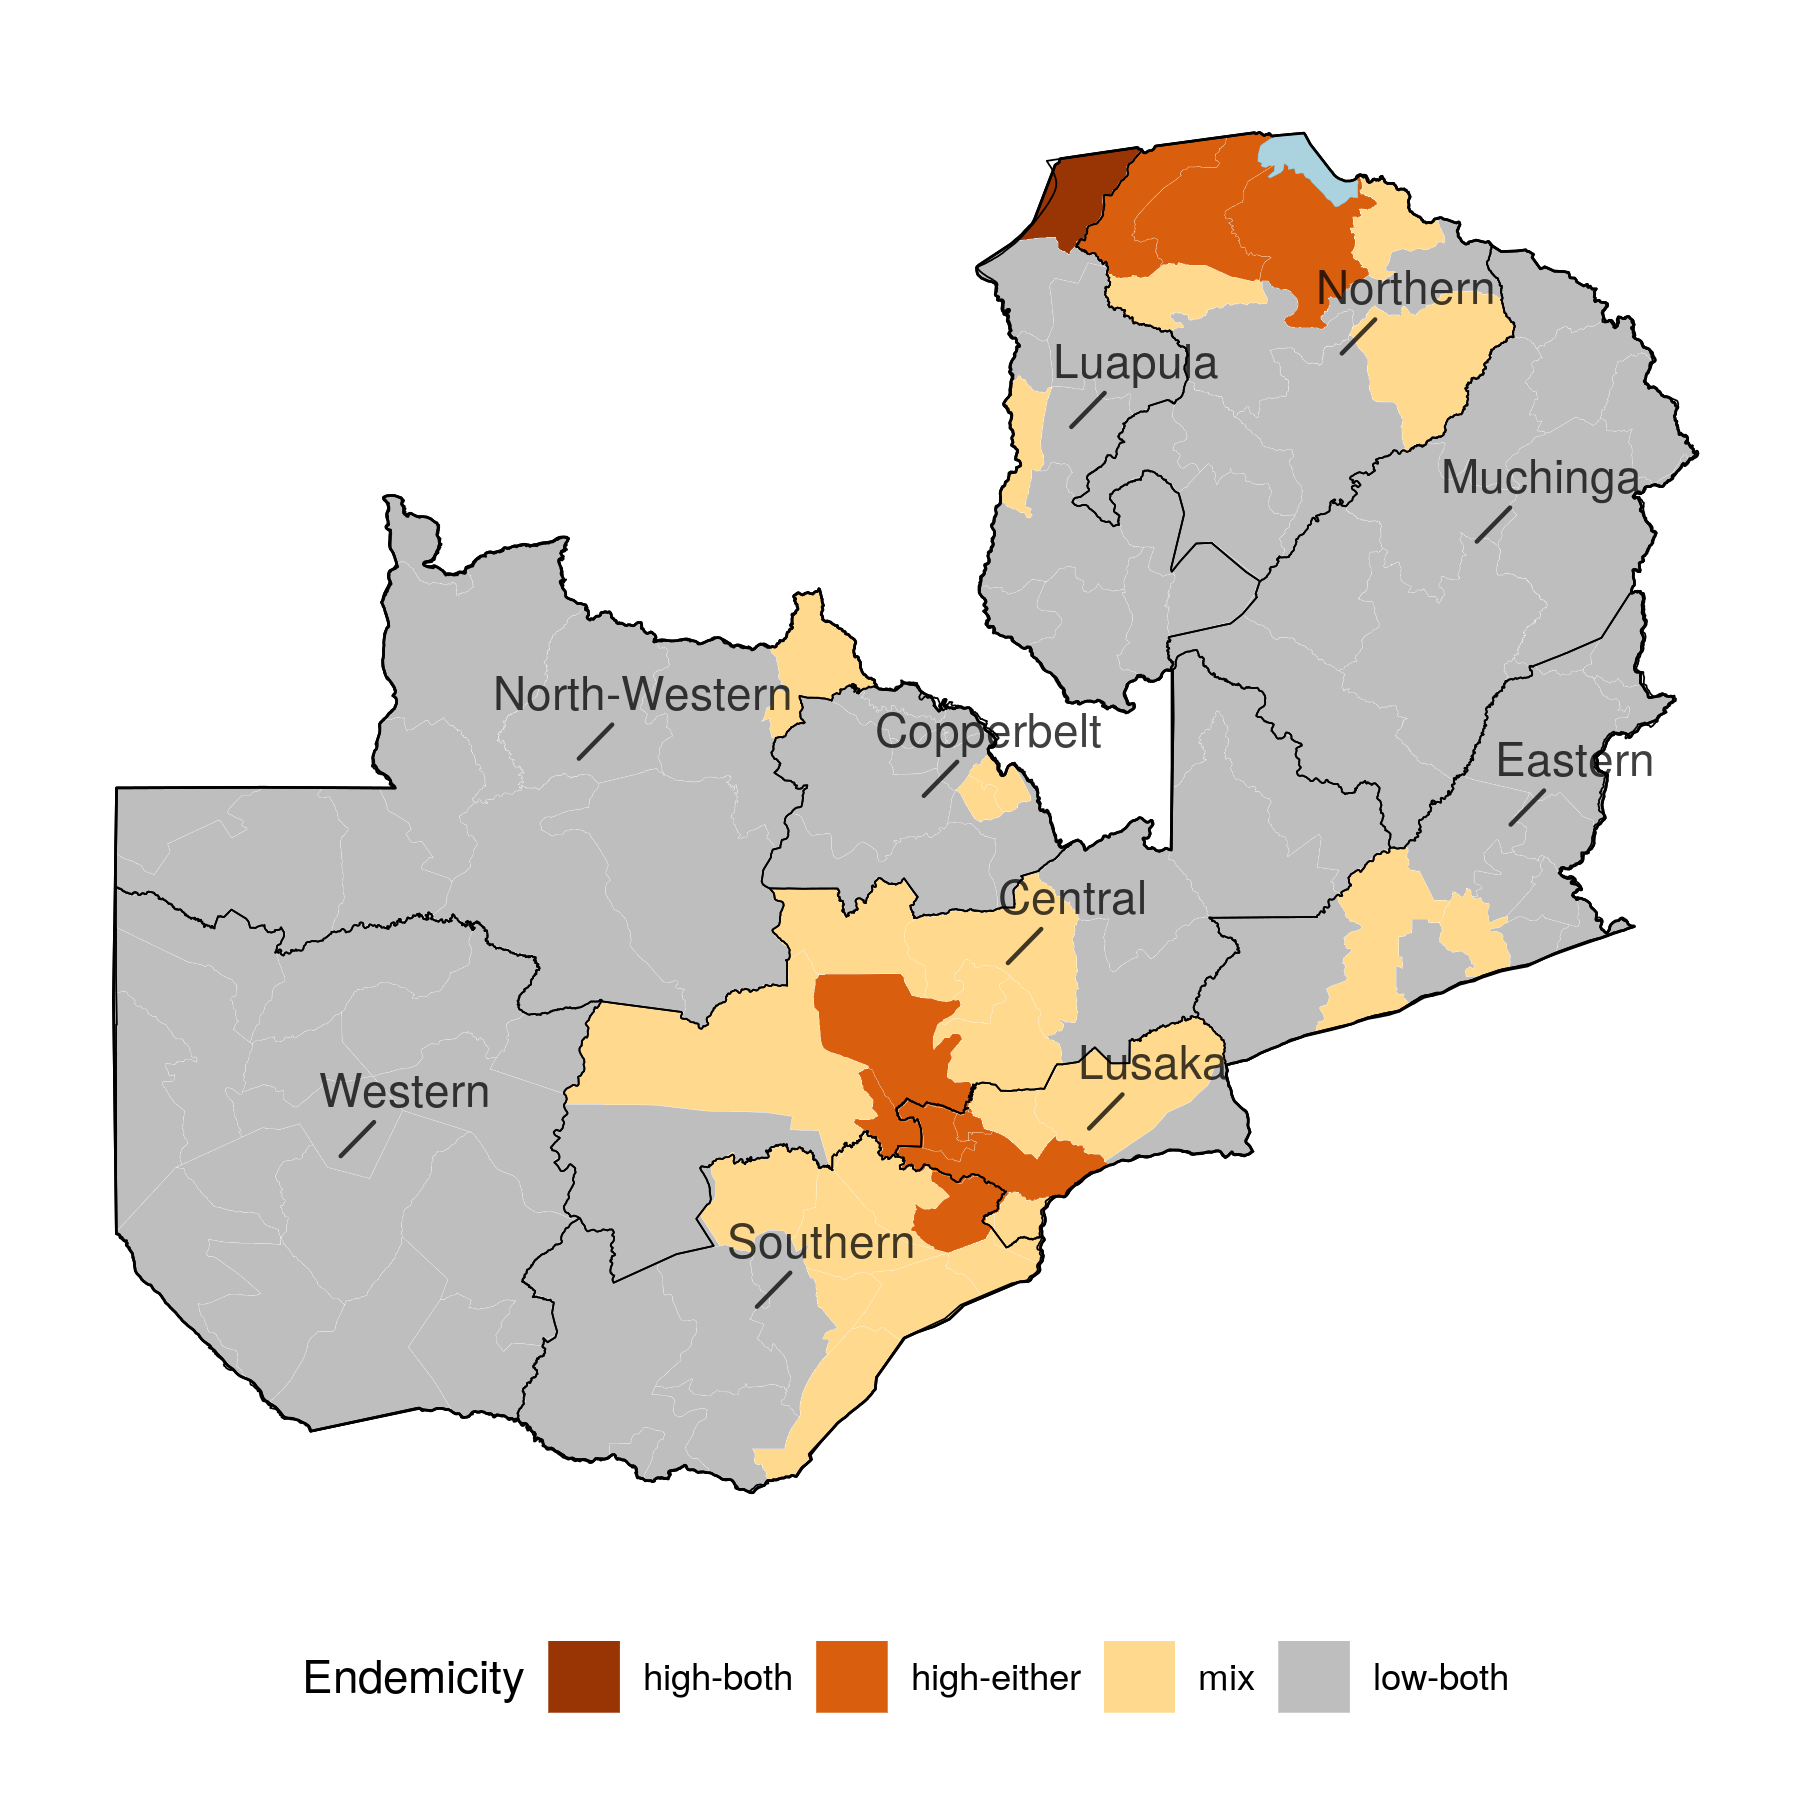 Northern
Luapula
Muchinga
North-Western
Copperbelt
Eastern
Central
Lusaka
Western
Southern
Endemicity high-both high-either mix low-both